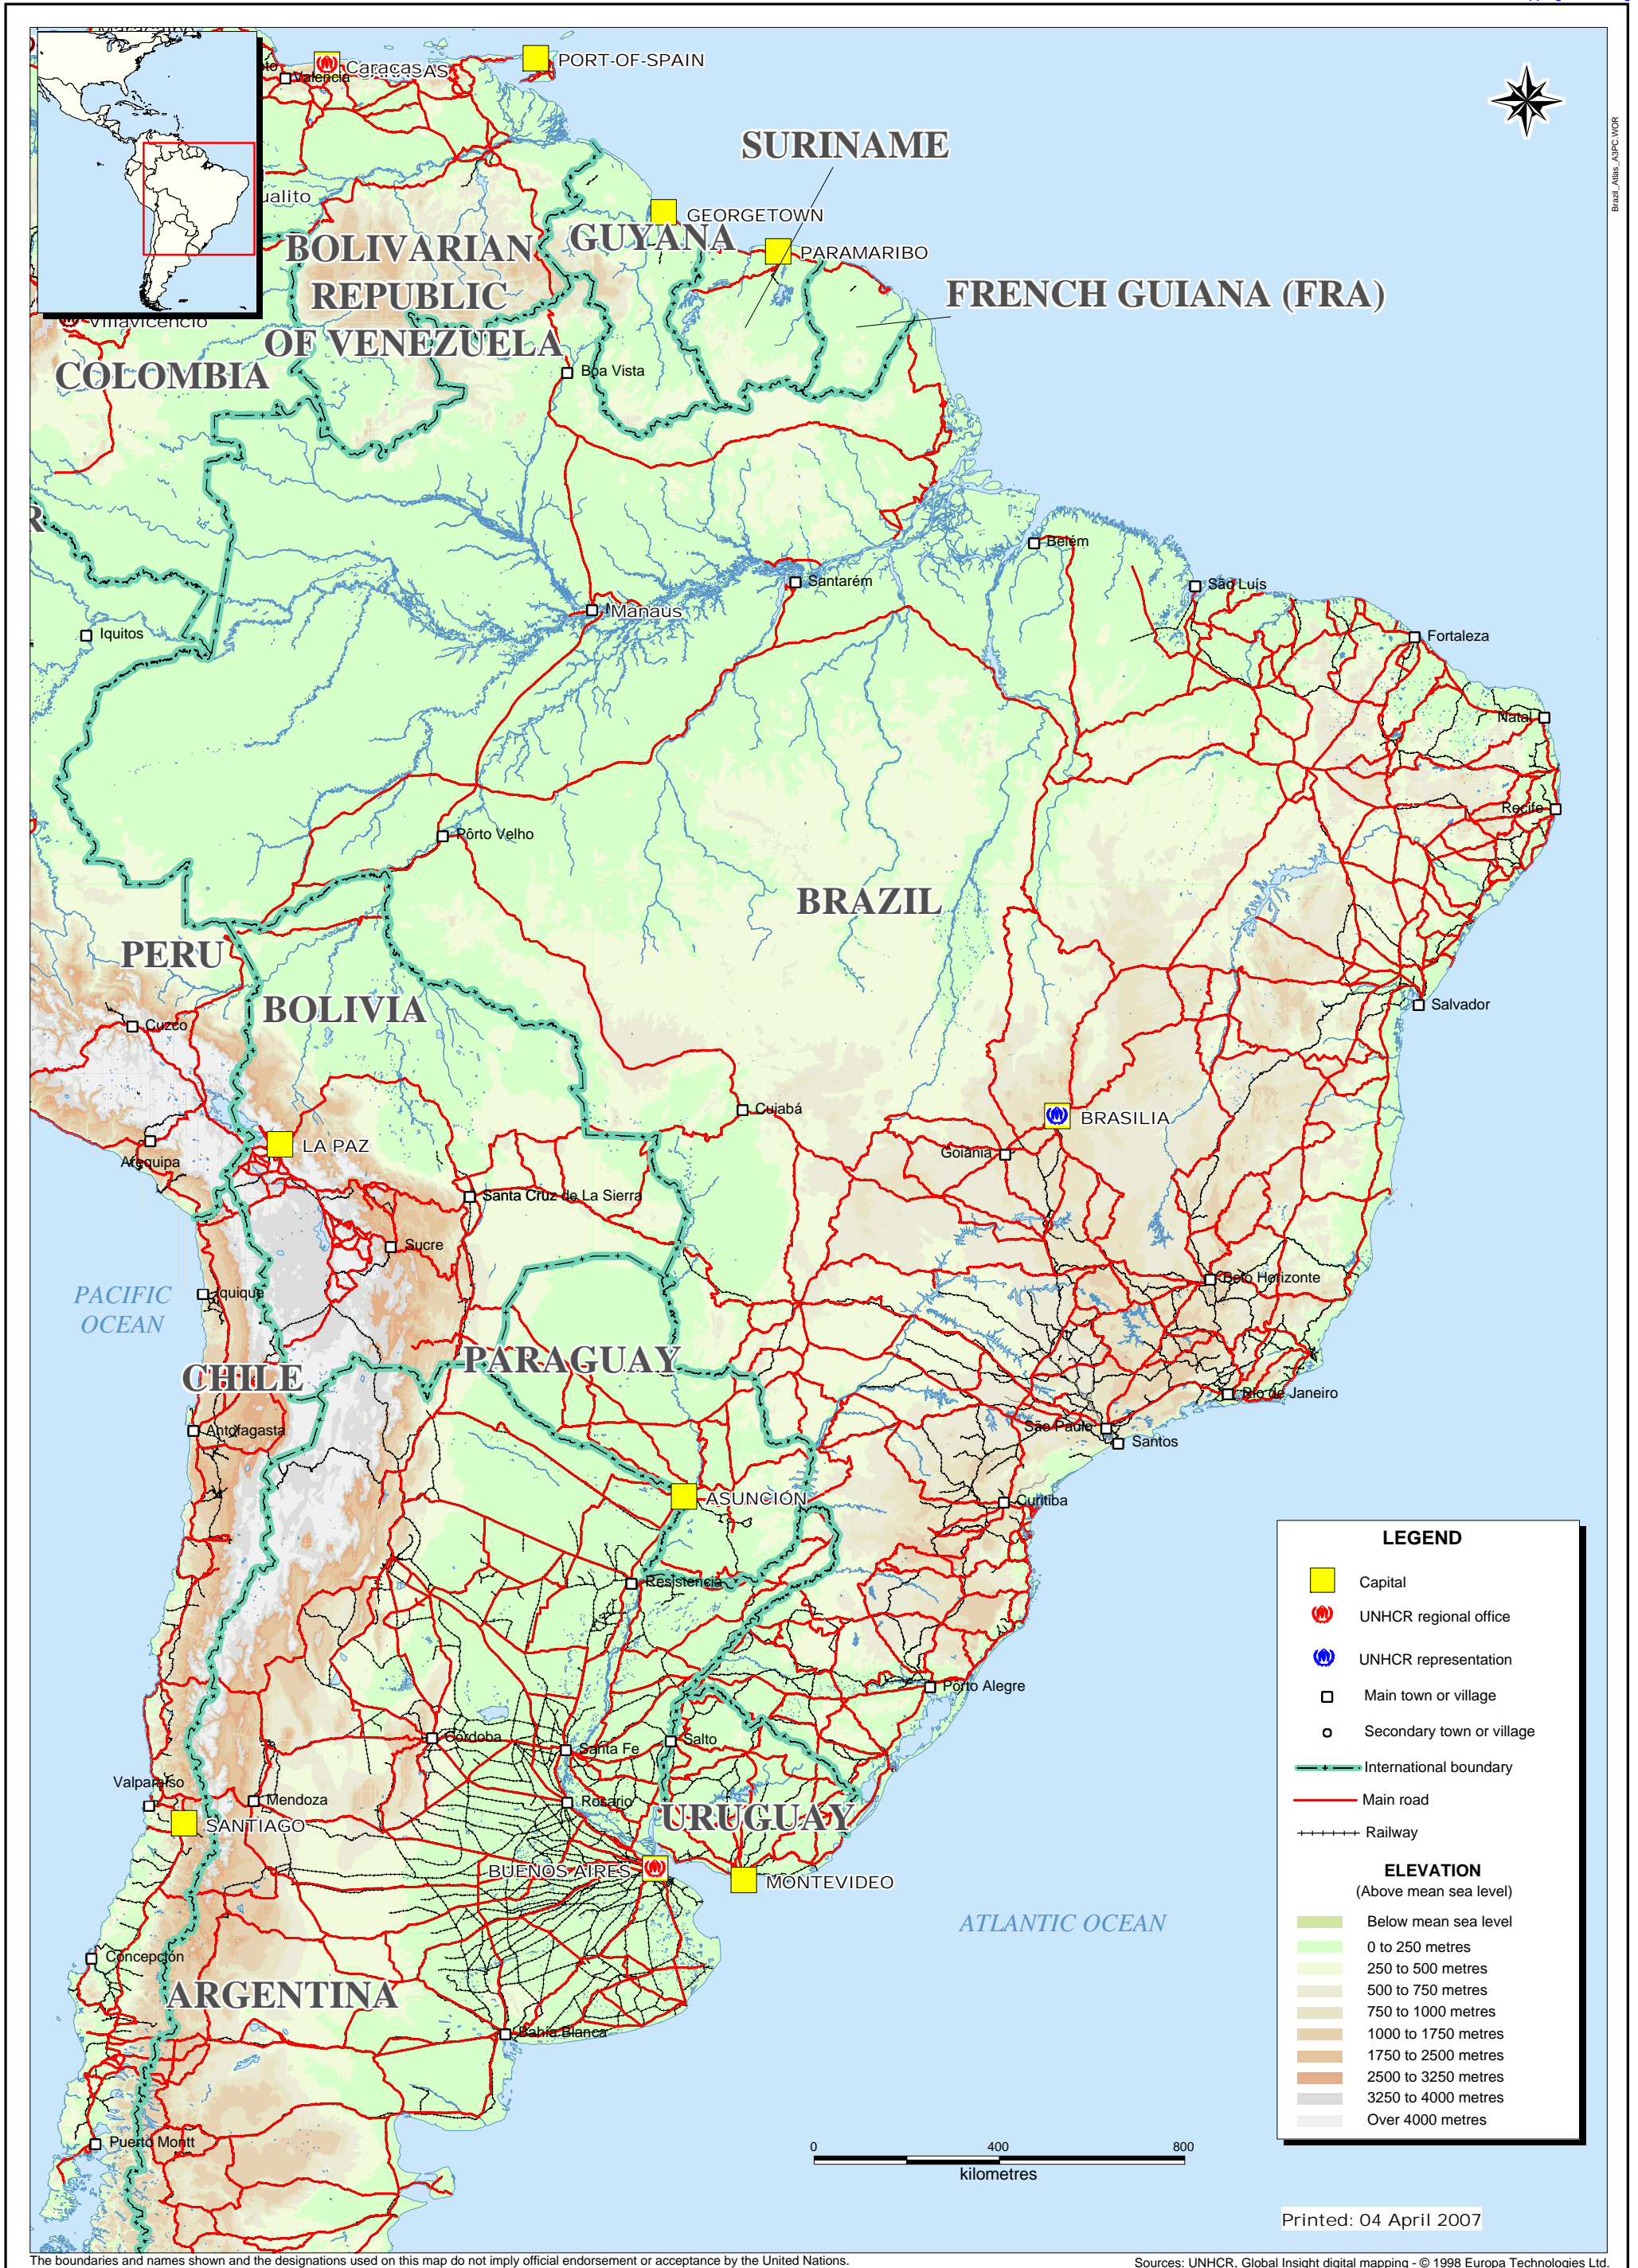 PORT-OF-SPAIN
Caracas
Valencia
SURINAME
Brazil_Atlas_A3PC.WOR
GEORGETOWN
GUYANA
PARAMARIBO
BOLIVARIAN
REPUBLIC
OF VENEZUELA
FRENCH GUIANA (FRA)
Villavicencio
COLOMBIA
Boa Vista
Belém
Santarém
São Luís
Manaus
Iquitos
Fortaleza
Natal
Recife
Pôrto Velho
BRAZIL
PERU
BOLIVIA
Salvador
Cuzco
Cuiabá
BRASILIA
LA PAZ
Goiânia
Arequipa
Santa Cruz de La Sierra
Sucre
Belo Horizonte
PACIFIC
OCEAN
Iquique
PARAGUAY
CHILE
Rio de Janeiro
Antofagasta
São Paulo
Santos
ASUNCIÓN
Curitiba
Resistencia
Porto Alegre
Córdoba
Santa Fe
Salto
Valparaíso
Mendoza
Rosario
URUGUAY
SANTIAGO
BUENOS AIRES
MONTEVIDEO
ATLANTIC OCEAN
Concepción
ARGENTINA
Bahía Blanca
Puerto Montt
LEGEND
Capital
UNHCR regional office
UNHCR representation
Main town or village
Secondary town or village
International boundary
Main road
Railway
ELEVATION
(Above mean sea level)
Below mean sea level
0 to 250 metres
250 to 500 metres
500 to 750 metres
750 to 1000 metres
1000 to 1750 metres
1750 to 2500 metres
2500 to 3250 metres
3250 to 4000 metres
Over 4000 metres
0 400 800
kilometres
Printed: 04 April 2007
The boundaries and names shown and the designations used on this map do not imply official endorsement or acceptance by the United Nations.
Sources: UNHCR, Global Insight digital mapping - © 1998 Europa Technologies Ltd.